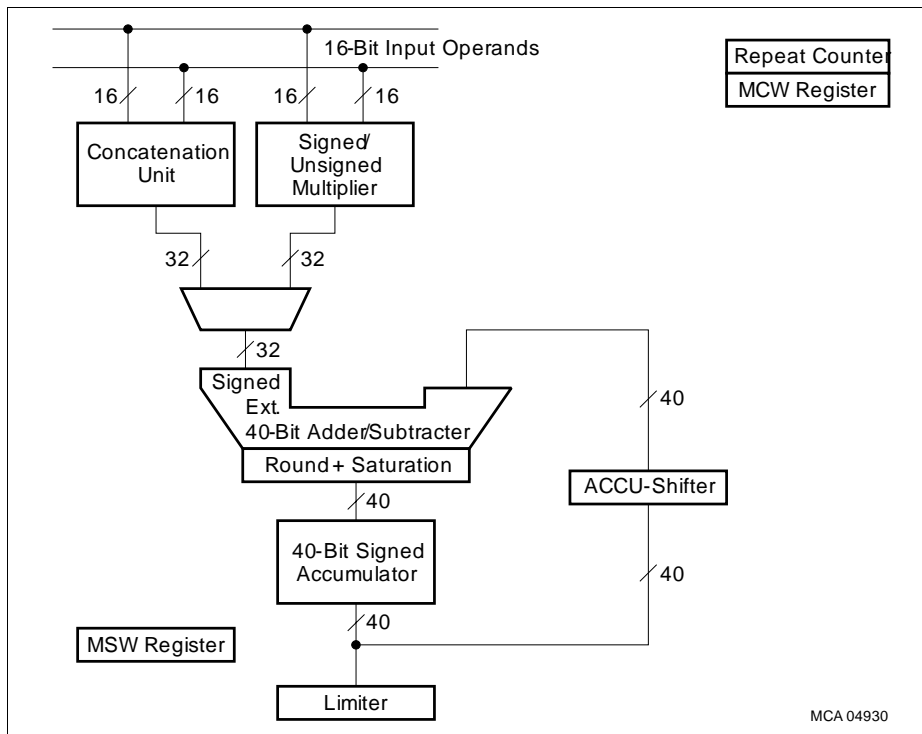 16-Bit Input Operands
Repeat Counter
MCW Register
16 16 16 16
Concatenation
Unit
Signed/
Unsigned
Multiplier
32 32
32
Signed
Ext.
40-Bit Adder/Subtracter
Round + Saturation
40
40
ACCU-Shifter
40-Bit Signed
Accumulator
40
40
MSW Register
Limiter
MCA 04930